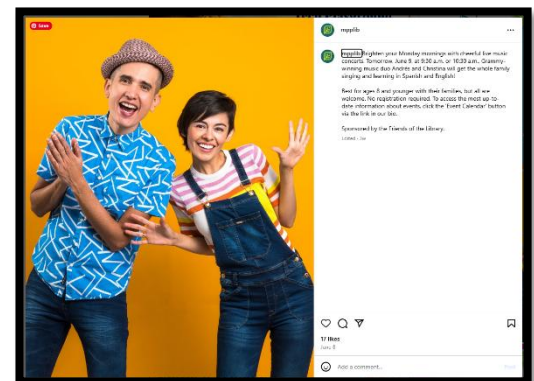 Save
mpplib
mpplib Brighten your Monday mornings with cheerful live music
concerts. Tomorrow, June 9, at 9:30 a.m. or 10:30 a.m., Grammy-
winning music duo Andres and Christina will get the whole family
singing and learning in Spanish and English!
Best for ages 8 and younger with their families, but all are
welcome. No registration required. To access the most up-to-
date information about events, click the 'Event Calendar' button
via the link in our bio.
Sponsored by the Friends of the Library.
Edited
17 likes
June 8
Add a comment...
Post